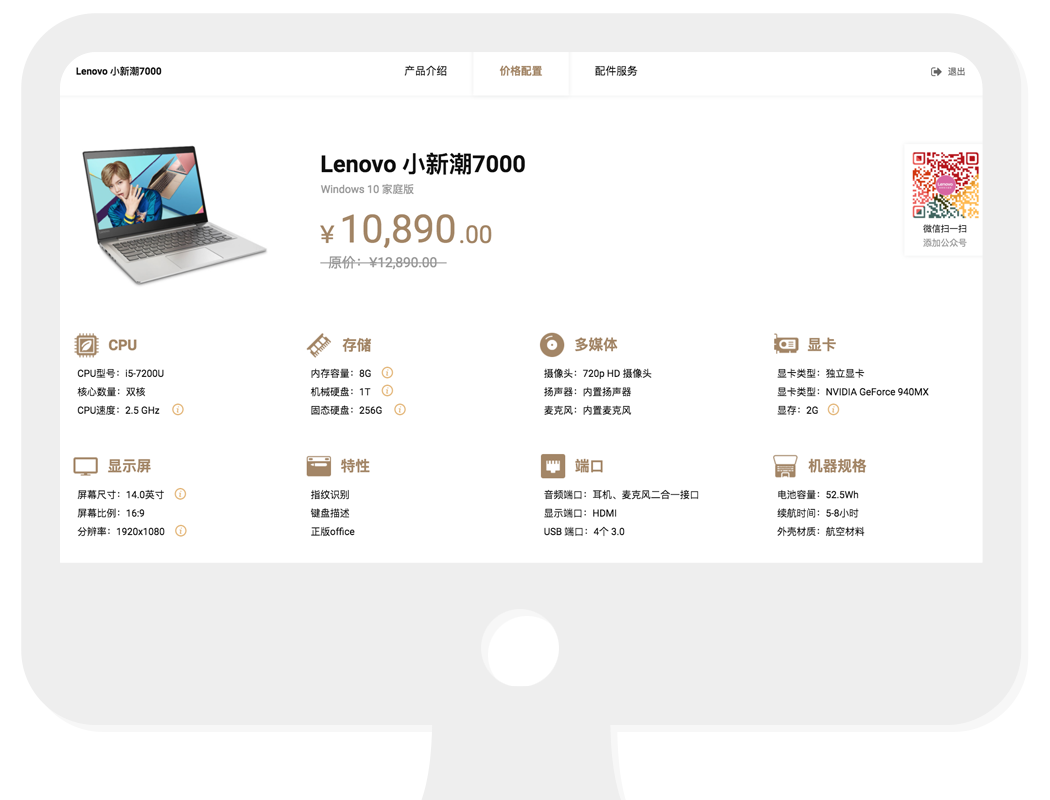 Lenovo 小新潮7000
产品介绍
价格配置
配件服务
退出
Lenovo 小新潮7000
Windows 10 家庭版
¥ 10,890.00
原价：¥12,890.00
Lenovo
微信扫一扫
添加公众号
CPU
CPU型号：i5-7200U
核心数量：双核
CPU速度：2.5 GHz
存储
内存容量：8G
机械硬盘：1T
固态硬盘：256G
多媒体
摄像头：720p HD 摄像头
扬声器：内置扬声器
麦克风：内置麦克风
显卡
显卡类型：独立显卡
显卡类型：NVIDIA GeForce 940MX
显存：2G
显示屏
屏幕尺寸：14.0英寸
屏幕比例：16:9
分辨率：1920x1080
特性
指纹识别
键盘描述
正版office
端口
音频端口：耳机、麦克风二合一接口
显示端口：HDMI
USB 端口：4个 3.0
机器规格
电池容量：52.5Wh
续航时间：5-8小时
外壳材质：航空材料